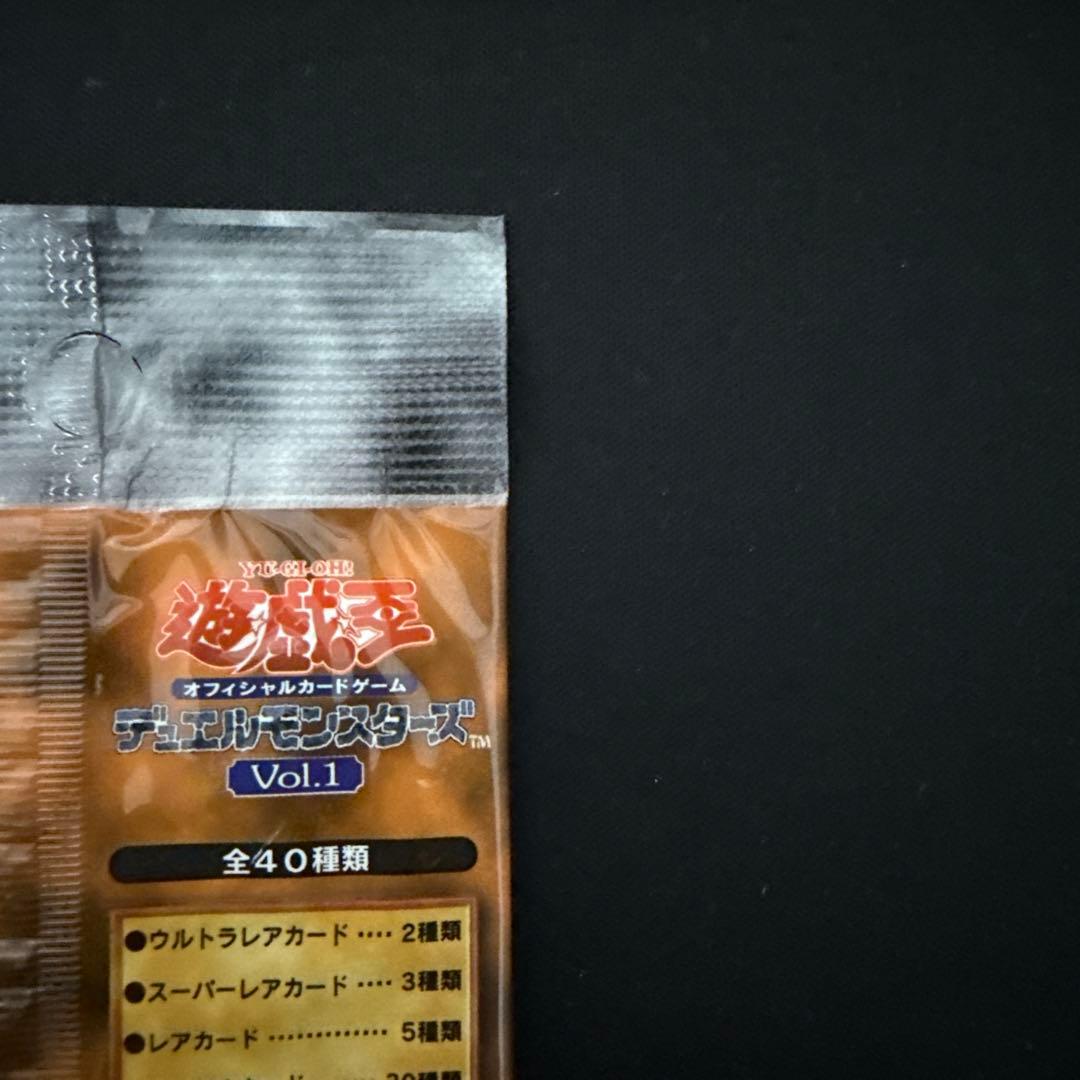 YU-GI-OH!
遊戯王
オフィシャルカードゲーム
デュエルモンスターズ™
Vol.1
全40種類
●ウルトラレアカード ···· 2種類
●スーパーレアカード ···· 3種類
●レアカード ············· 5種類